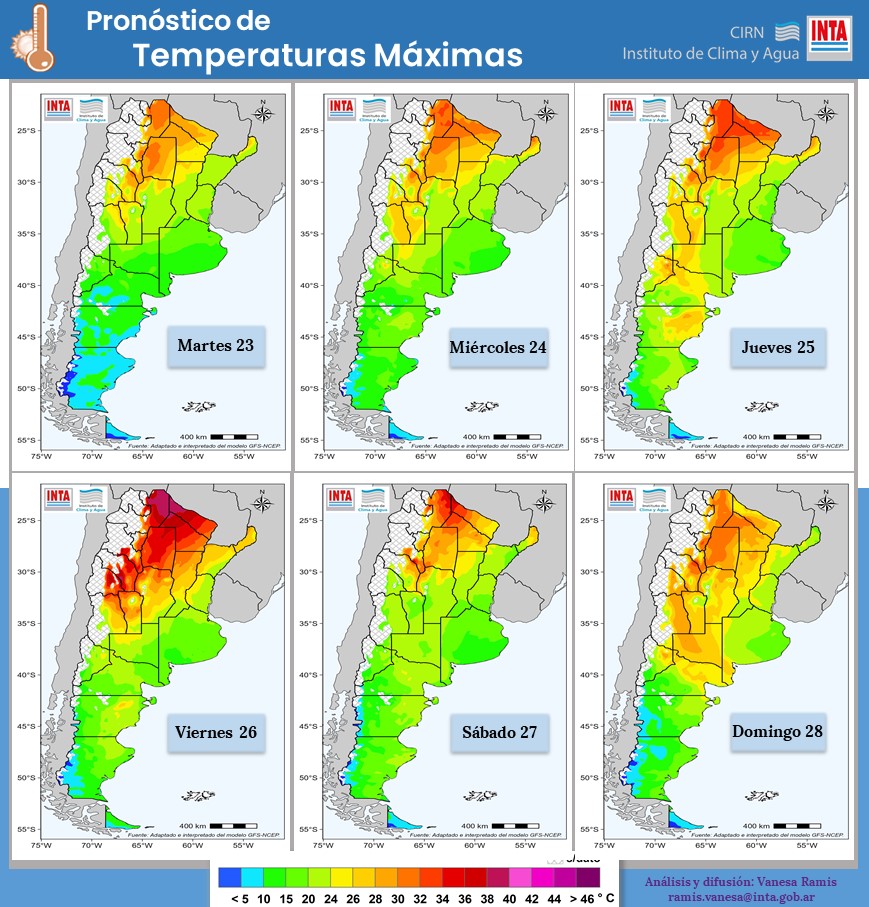 Pronóstico de
Temperaturas Máximas
CIRN
Instituto de Clima y Agua
INTA
INTA
Instituto de
Clima y Agua
N
25°S
30°S
35°S
40°S
45°S
50°S
55°S
Martes 23
400 km
Fuente: Adaptado e interpretado del modelo GFS-NCEP.
75°W 70°W 65°W 60°W 55°W
INTA
Instituto de
Clima y Agua
N
25°S
30°S
35°S
40°S
45°S
50°S
55°S
Miércoles 24
400 km
Fuente: Adaptado e interpretado del modelo GFS-NCEP.
75°W 70°W 65°W 60°W 55°W
INTA
Instituto de
Clima y Agua
N
25°S
30°S
35°S
40°S
45°S
50°S
55°S
Jueves 25
400 km
Fuente: Adaptado e interpretado del modelo GFS-NCEP.
75°W 70°W 65°W 60°W 55°W
INTA
Instituto de
Clima y Agua
N
25°S
30°S
35°S
40°S
45°S
50°S
55°S
Viernes 26
400 km
Fuente: Adaptado e interpretado del modelo GFS-NCEP.
75°W 70°W 65°W 60°W 55°W
INTA
Instituto de
Clima y Agua
N
25°S
30°S
35°S
40°S
45°S
50°S
55°S
Sábado 27
400 km
Fuente: Adaptado e interpretado del modelo GFS-NCEP.
75°W 70°W 65°W 60°W 55°W
INTA
Instituto de
Clima y Agua
N
25°S
30°S
35°S
40°S
45°S
50°S
55°S
Domingo 28
400 km
Fuente: Adaptado e interpretado del modelo GFS-NCEP.
75°W 70°W 65°W 60°W 55°W
< 5 10 15 20 24 26 28 30 32 34 36 38 40 42 44 > 46 ° C
Análisis y difusión: Vanesa Ramis
ramis.vanesa@inta.gob.ar